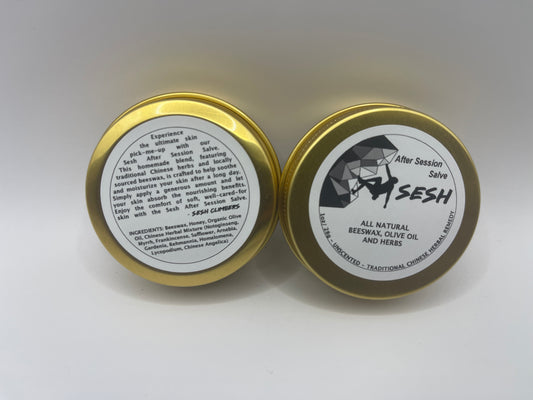 Experience
the ultimate skin
pick-me-up with our
Sesh After Session Salve.
This homemade blend, featuring
traditional Chinese herbs and locally
sourced beeswax, is crafted to help soothe
and moisturize your skin after a long day.
Simply apply a generous amount and let
your skin absorb the nourishing benefits.
Enjoy the comfort of soft, well-cared-for
skin with the Sesh After Session Salve.
- SESH CLIMBERS
INGREDIENTS: Beeswax, Honey, Organic Olive
Oil, Chinese Herbal Mixture (Notoginseng,
Myrrh, Frankincense, Safflower, Arnebia,
Gardenia, Rehmannia, Homalomena,
Lycopodium, Chinese Angelica)
After Session
Salve
SESH
ALL NATURAL
BEESWAX, OLIVE OIL
AND HERBS
1oz/28g - UNSCENTED - TRADITIONAL CHINESE HERBAL REMEDY